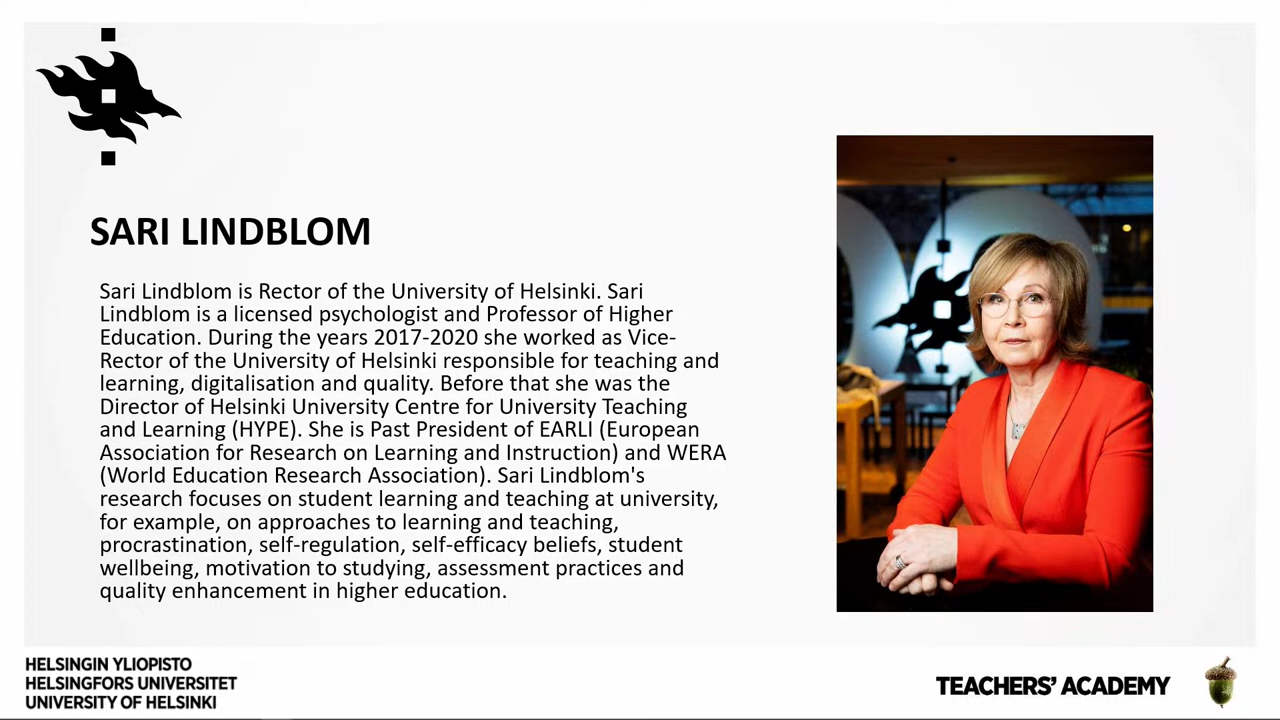 SARI LINDBLOM
Sari Lindblom is Rector of the University of Helsinki. Sari
Lindblom is a licensed psychologist and Professor of Higher
Education. During the years 2017-2020 she worked as Vice-
Rector of the University of Helsinki responsible for teaching and
learning, digitalisation and quality. Before that she was the
Director of Helsinki University Centre for University Teaching
and Learning (HYPE). She is Past President of EARLI (European
Association for Research on Learning and Instruction) and WERA
(World Education Research Association). Sari Lindblom's
research focuses on student learning and teaching at university,
for example, on approaches to learning and teaching,
procrastination, self-regulation, self-efficacy beliefs, student
wellbeing, motivation to studying, assessment practices and
quality enhancement in higher education.
HELSINGIN YLIOPISTO
HELSINGFORS UNIVERSITET
UNIVERSITY OF HELSINKI
TEACHERS' ACADEMY